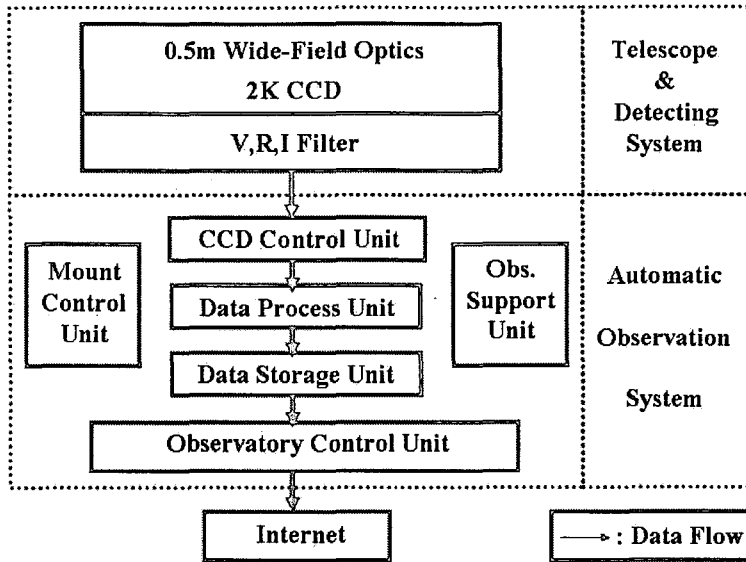 0.5m Wide-Field Optics
2K CCD
V,R,I Filter
Telescope
&
Detecting
System
CCD Control Unit
Mount
Control
Unit
Data Process Unit
Obs.
Support
Unit
Data Storage Unit
Observatory Control Unit
Automatic
Observation
System
Internet
: Data Flow